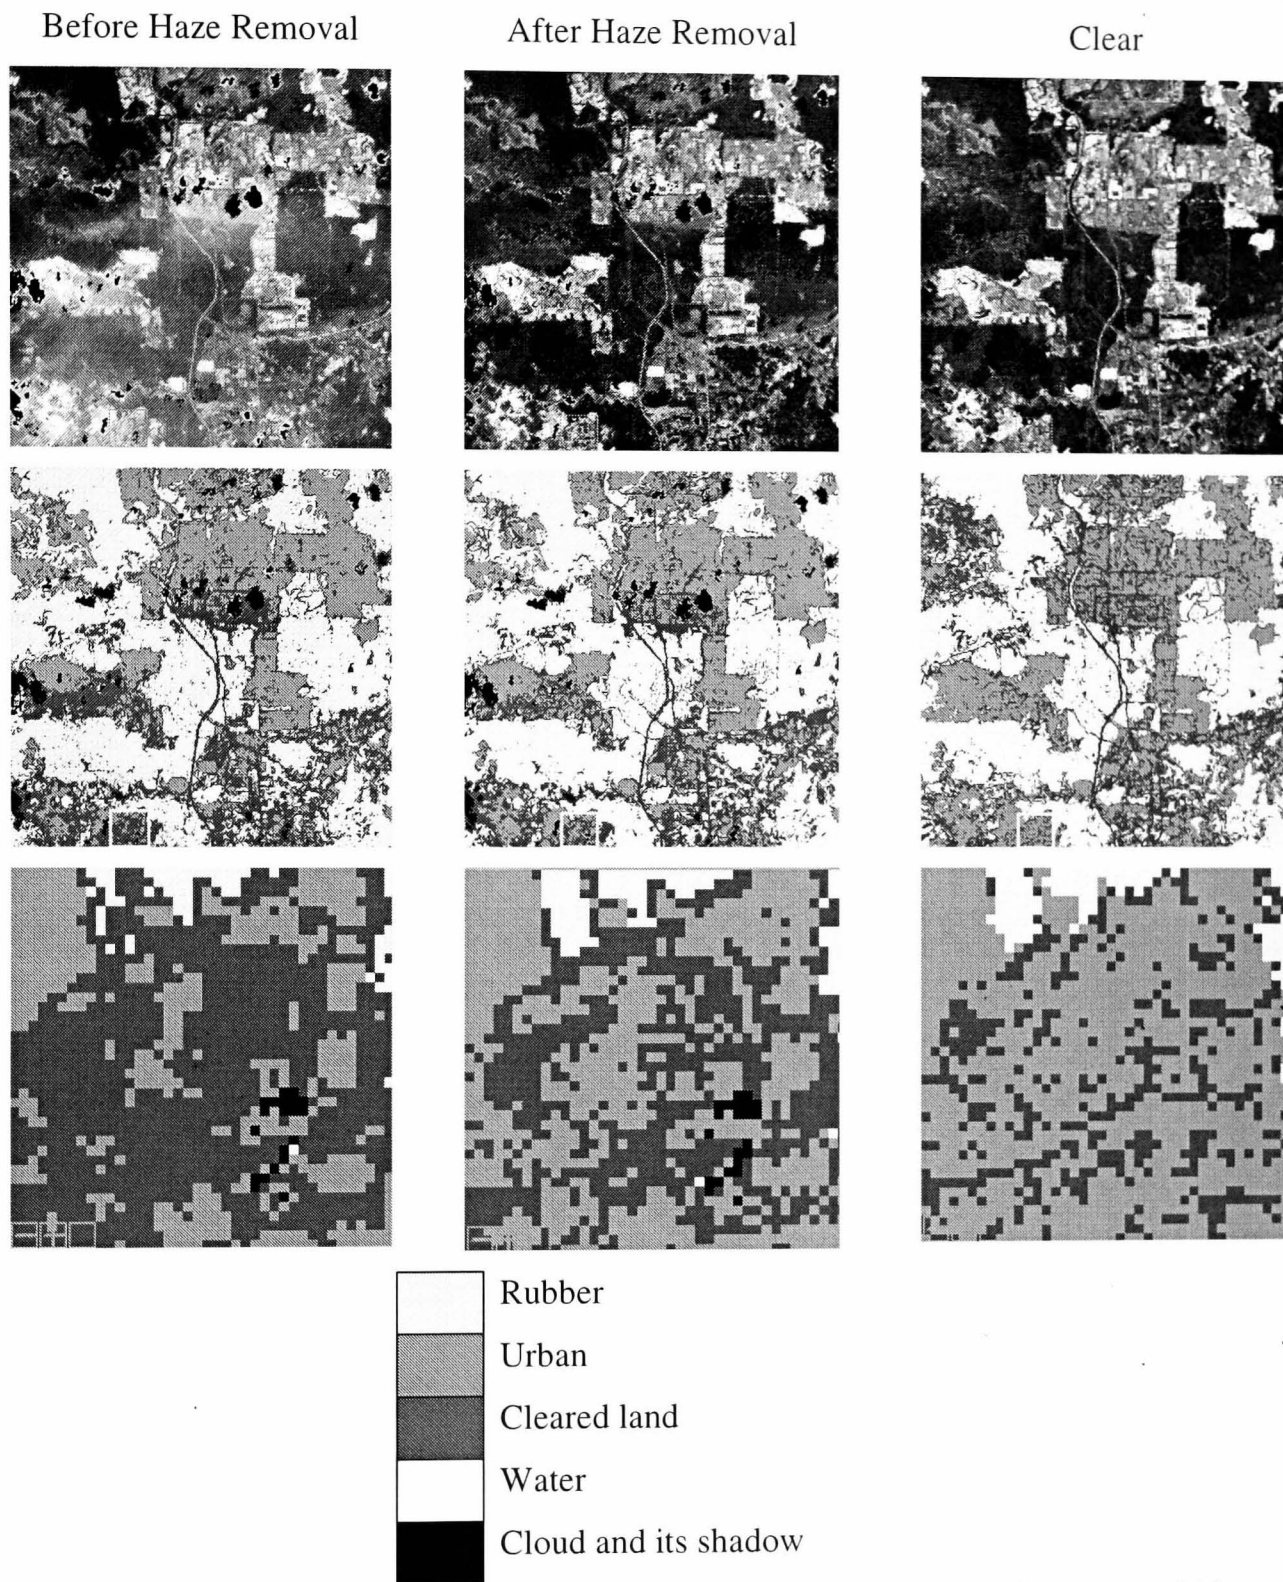 Before Haze Removal
After Haze Removal
Clear
Rubber
Urban
Cleared land
Water
Cloud and its shadow